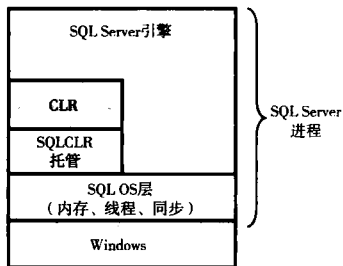 SQL Server引擎
CLR
SQLCLR
托管
SQL OS层
（内存、线程、同步）
Windows
SQL Server
进程